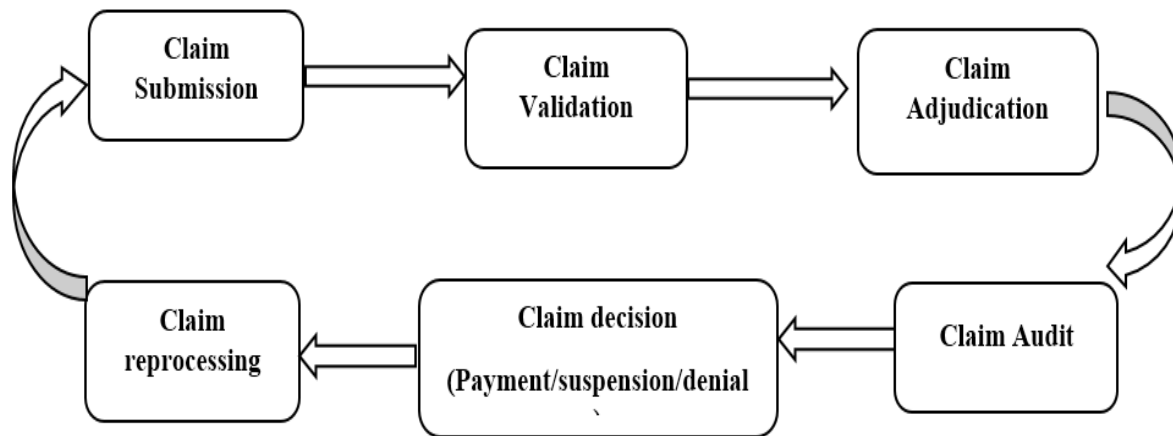 Claim
Submission
Claim
Validation
Claim
Adjudication
Claim Audit
Claim decision
(Payment/suspension/denial
Claim
reprocessing